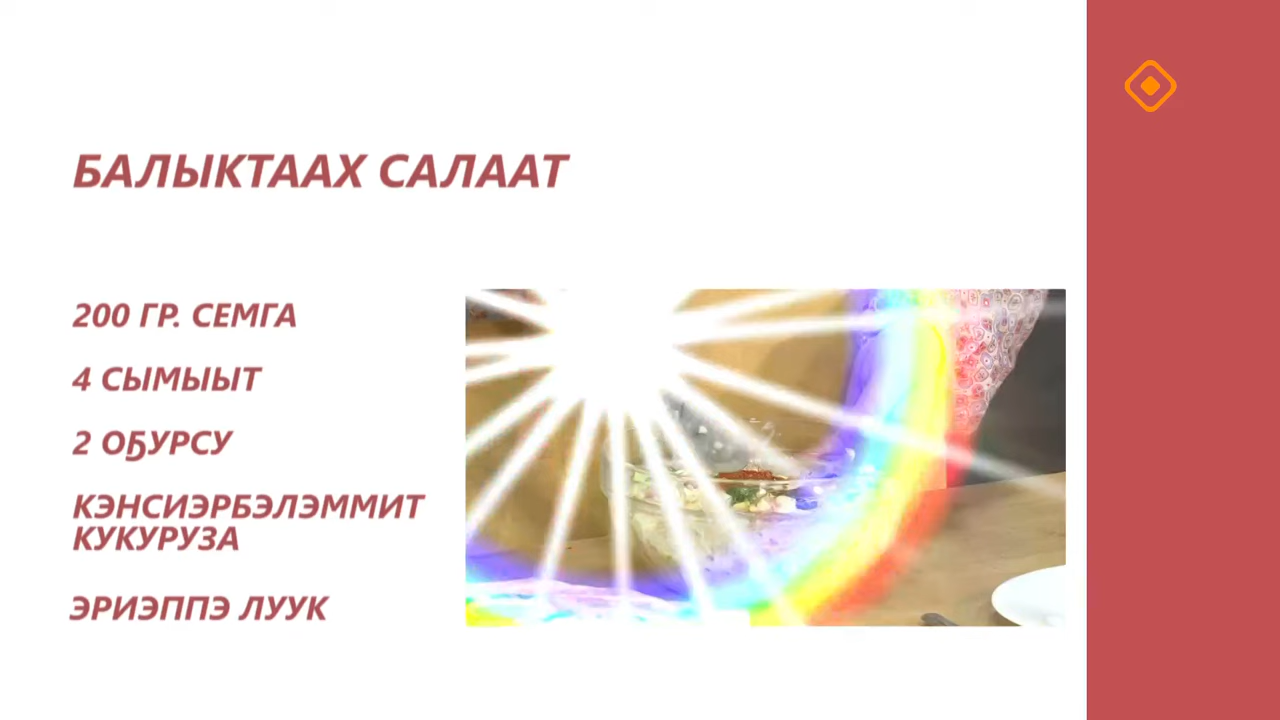 БАЛЫКТААХ САЛААТ
200 ГР. СЕМГА
4 СЫМЫЫТ
2 ОҔУРСУ
КЭНСИЭРБЭЛЭММИТ
КУКУРУЗА
ЭРИЭППЭ ЛУУК